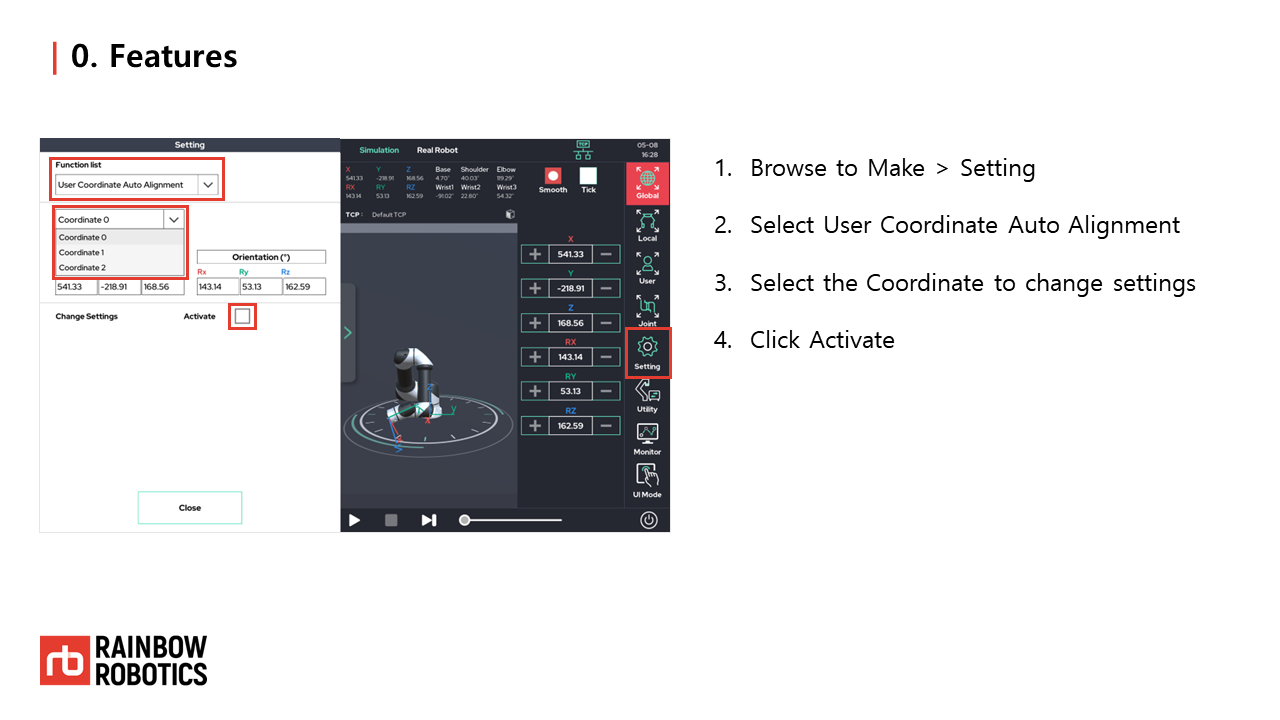 0. Features
Setting
Function list
User Coordinate Auto Alignment
Coordinate 0
Coordinate 0
Coordinate 1
Coordinate 2
Orientation (°)
Rx Ry Rz
541.33 -218.91 168.56 143.14 53.13 162.59
Change Settings Activate
Close
Simulation Real Robot
TCP
05-08
16:28
X Y Z Base Shoulder Elbow
541.33 -218.91 168.56 4.70° 40.03° 119.29°
RX RY RZ Wrist1 Wrist2 Wrist3
143.14 53.13 162.59 -91.02° 22.80° 54.32°
Smooth Tick
TCP : Default TCP
X
541.33
Y
-218.91
Z
168.56
RX
143.14
RY
53.13
RZ
162.59
Z
y
x
Global
Local
User
Joint
Setting
Utility
Monitor
UI Mode
1. Browse to Make > Setting
2. Select User Coordinate Auto Alignment
3. Select the Coordinate to change settings
4. Click Activate
rb
RAINBOW
ROBOTICS